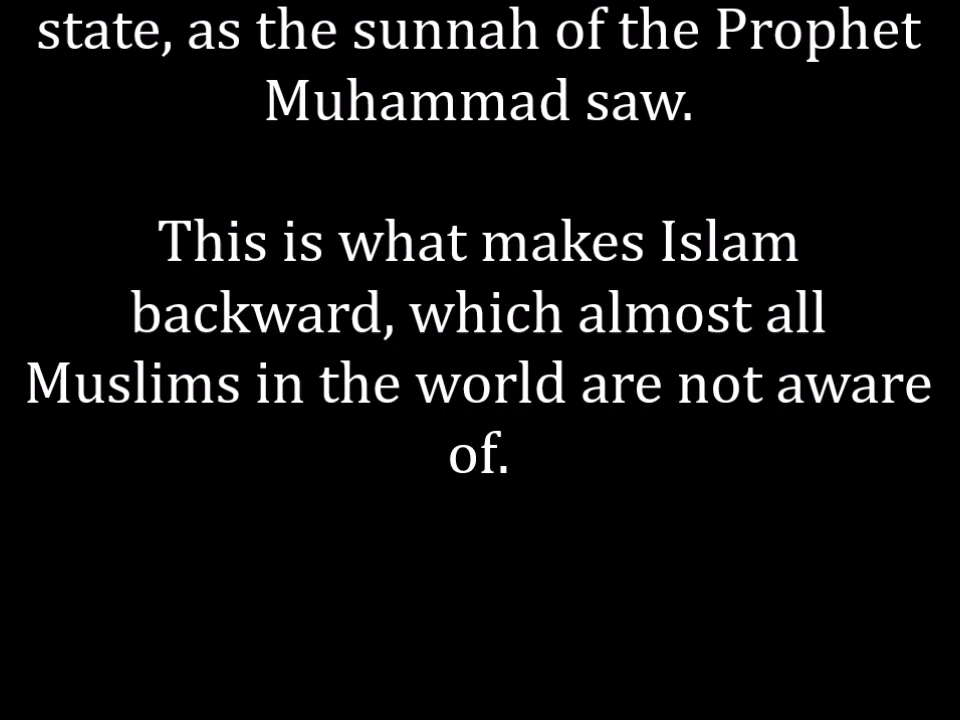 state, as the sunnah of the Prophet
Muhammad saw.
This is what makes Islam
backward, which almost all
Muslims in the world are not aware
of.